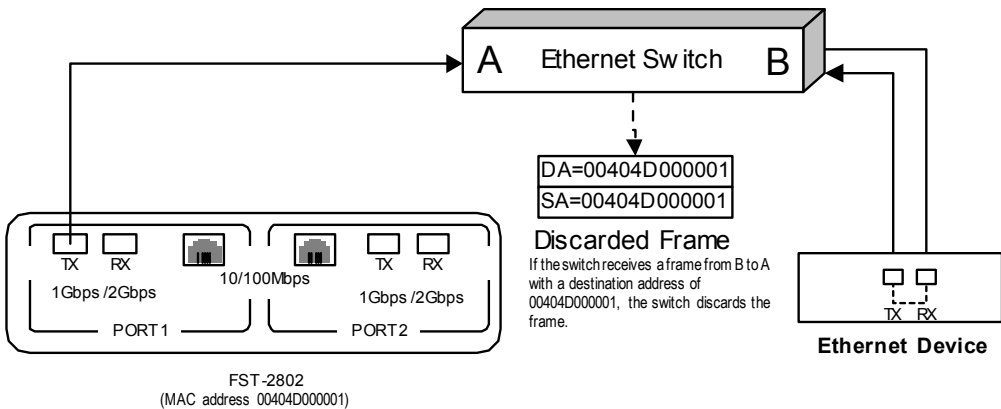 A Ethernet Switch B
DA=00404D000001
SA=00404D000001
Discarded Frame
If the switch receives a frame from B to A
with a destination address of
00404D000001, the switch discards the
frame.
TX RX
10/100Mbps
TX RX
1Gbps /2Gbps
1Gbps /2Gbps
PORT1
PORT2
FST-2802
(MAC address 00404D000001)
TX RX
Ethernet Device